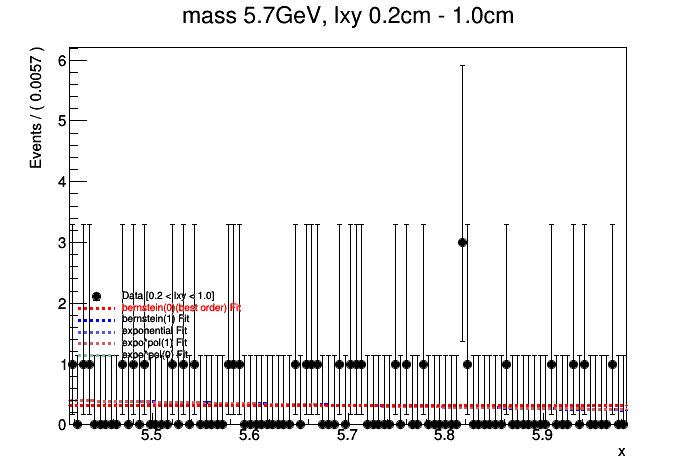 mass 5.7GeV, lxy 0.2cm - 1.0cm
Events / ( 0.0057 )
6
5
4
3
2
1
0
Data [0.2 < lxy < 1.0]
bernstein(0)(best order) Fit
bernstein(1) Fit
exponential Fit
expo*pol(1) Fit
expo*pol(0) Fit
5.5 5.6 5.7 5.8 5.9
x